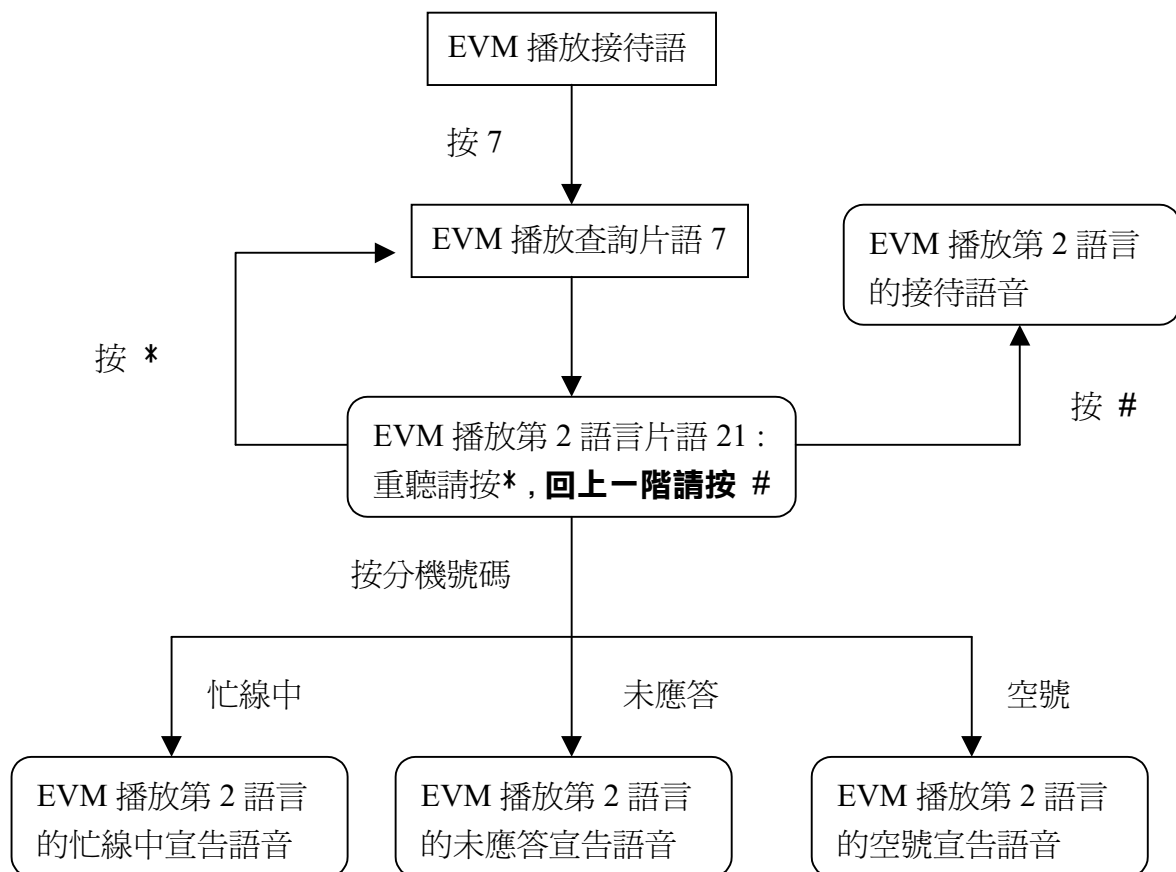 EVM 播放接待語
按 7
EVM 播放查詢片語 7
EVM 播放第 2 語言
的接待語音
按 *
按 #
EVM 播放第 2 語言片語 21 :
重聽請按* , 回上一階請按 #
按分機號碼
忙線中
未應答
空號
EVM 播放第 2 語言
的忙線中宣告語音
EVM 播放第 2 語言
的未應答宣告語音
EVM 播放第 2 語言
的空號宣告語音